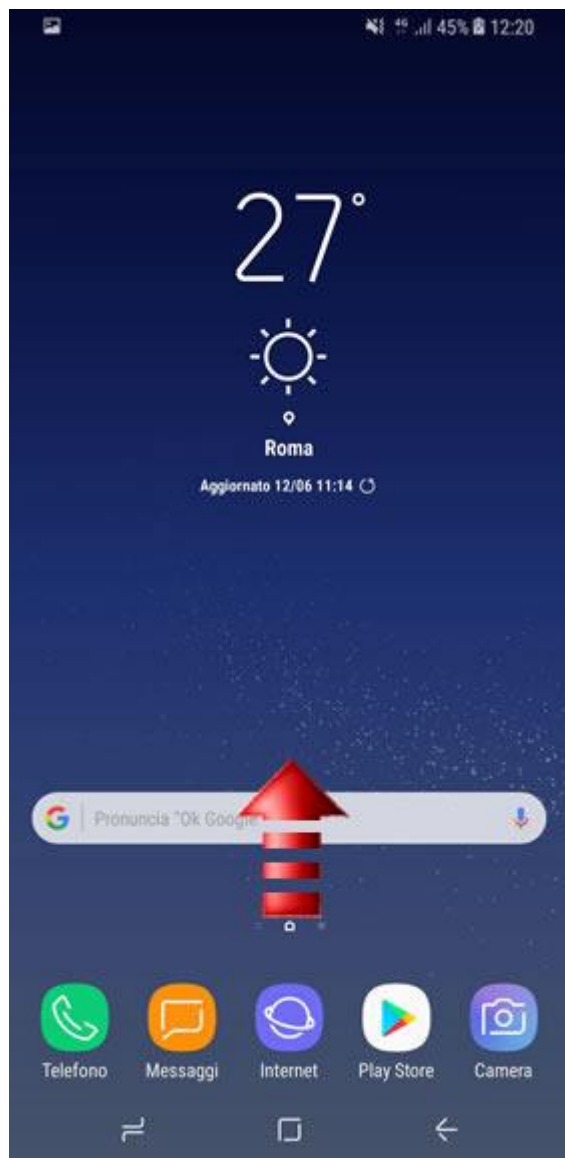 45% 12:20
27°
Roma
Aggiornato 12/06 11:14
Pronuncia "Ok Google
Telefono Messaggi Internet Play Store Camera